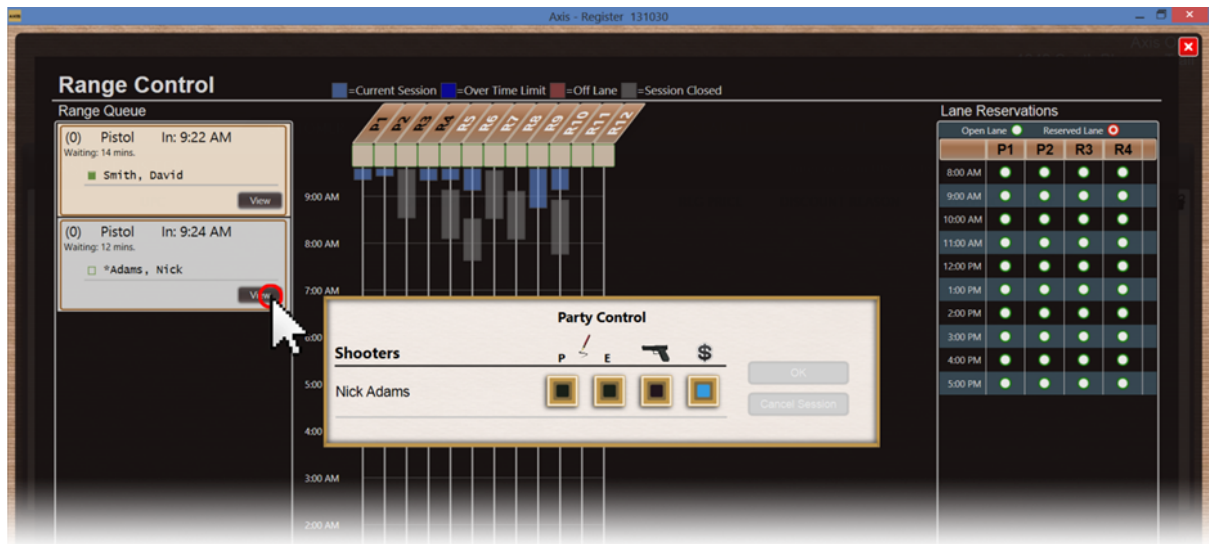 Axis - Register 131030
Range Control
=Current Session =Over Time Limit =Off Lane =Session Closed
Range Queue
(0) Pistol In: 9:22 AM
Waiting: 14 mins.
Smith, David
View
(0) Pistol In: 9:24 AM
Waiting: 12 mins.
*Adams, Nick
View
P1 P2 R3 R4 R5 R6 R7 R8 R9 R10 R11 R12
9:00 AM
8:00 AM
7:00 AM
6:00
5:00
4:00
3:00 AM
2:00 AM
Party Control
Shooters P E $
Nick Adams
OK
Cancel Session
Lane Reservations
Open Lane Reserved Lane
P1 P2 R3 R4
8:00 AM
9:00 AM
10:00 AM
11:00 AM
12:00 PM
1:00 PM
2:00 PM
3:00 PM
4:00 PM
5:00 PM